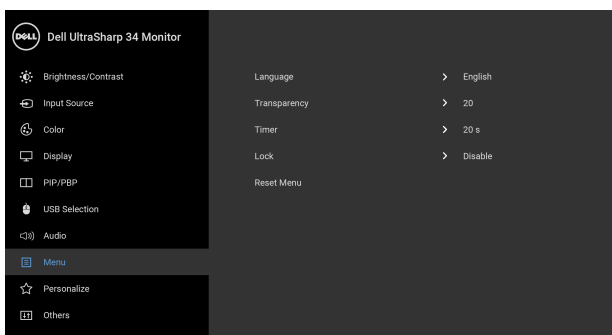 DELL Dell UltraSharp 34 Monitor
Brightness/Contrast
Language English
Input Source
Transparency 20
Color
Timer 20 s
Display
Lock Disable
PIP/PBP
Reset Menu
USB Selection
Audio
Menu
Personalize
Others